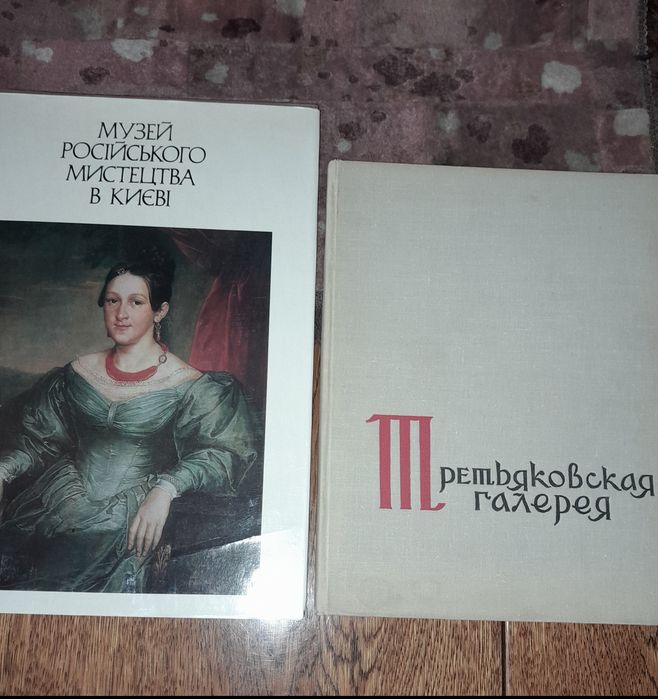 МУЗЕЙ
РОСІЙСЬКОГО
МИСТЕЦТВА
В КИЄВІ
Третьяковская
галерея